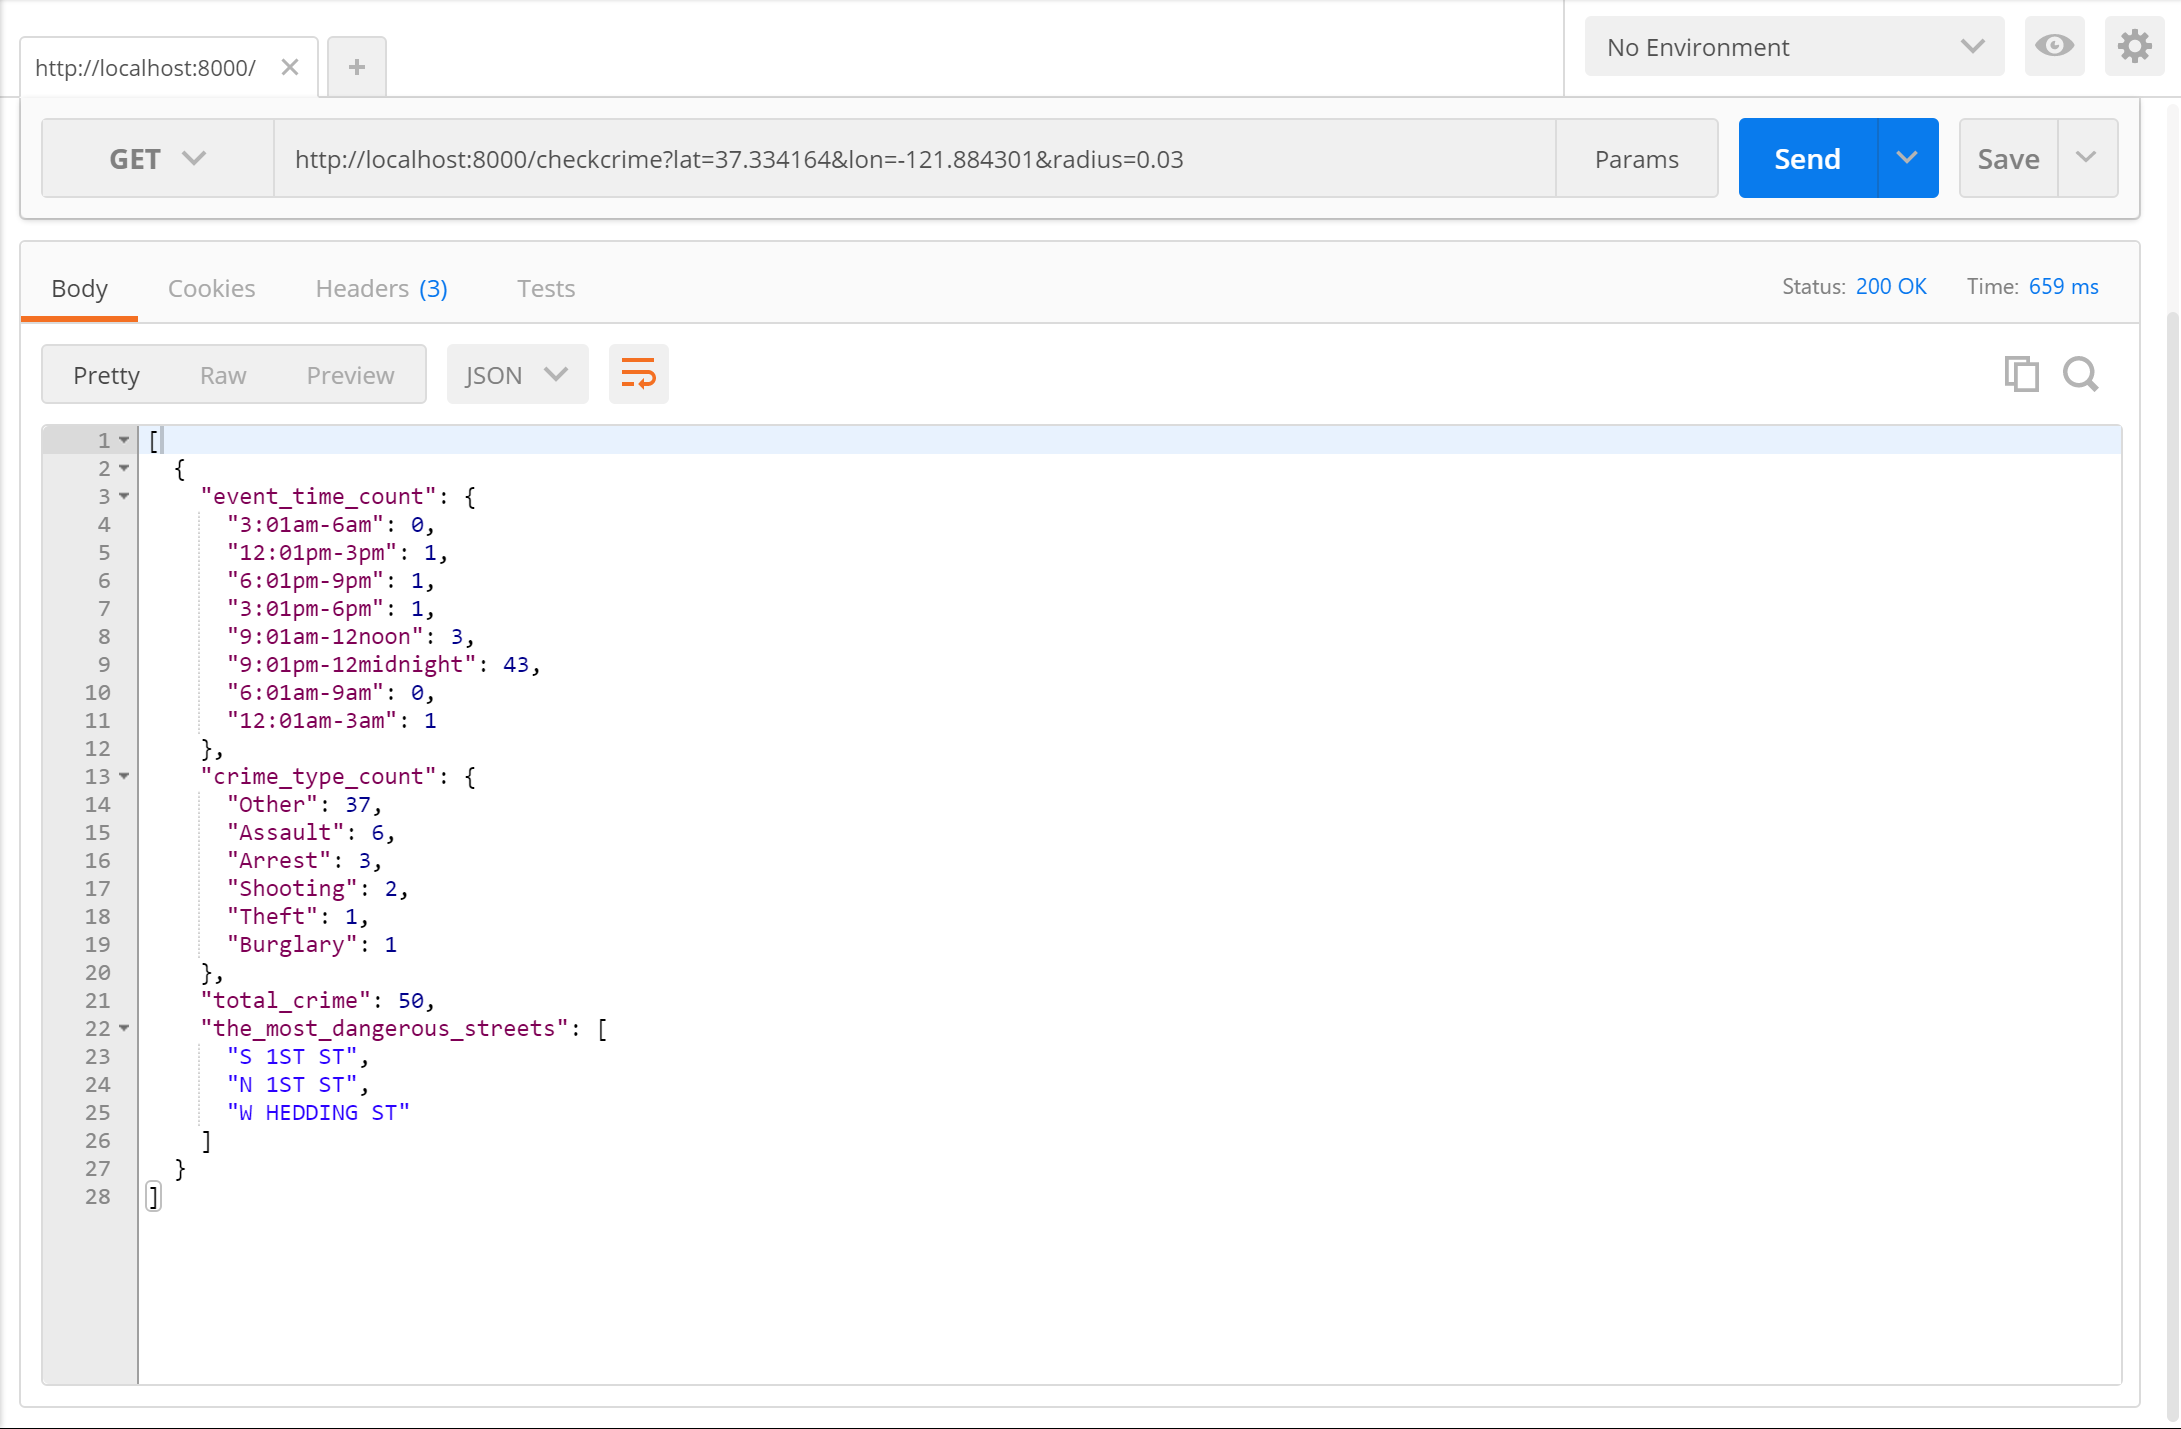 http://localhost:8000/
No Environment
GET http://localhost:8000/checkcrime?lat=37.334164&lon=-121.884301&radius=0.03 Params Send Save
Body Cookies Headers (3) Tests Status: 200 OK Time: 659 ms
Pretty Raw Preview JSON
1 [
2 {
3 "event_time_count": {
4 "3:01am-6am": 0,
5 "12:01pm-3pm": 1,
6 "6:01pm-9pm": 1,
7 "3:01pm-6pm": 1,
8 "9:01am-12noon": 3,
9 "9:01pm-12midnight": 43,
10 "6:01am-9am": 0,
11 "12:01am-3am": 1
12 },
13 "crime_type_count": {
14 "Other": 37,
15 "Assault": 6,
16 "Arrest": 3,
17 "Shooting": 2,
18 "Theft": 1,
19 "Burglary": 1
20 },
21 "total_crime": 50,
22 "the_most_dangerous_streets": [
23 "S 1ST ST",
24 "N 1ST ST",
25 "W HEDDING ST"
26 ]
27 }
28 ]